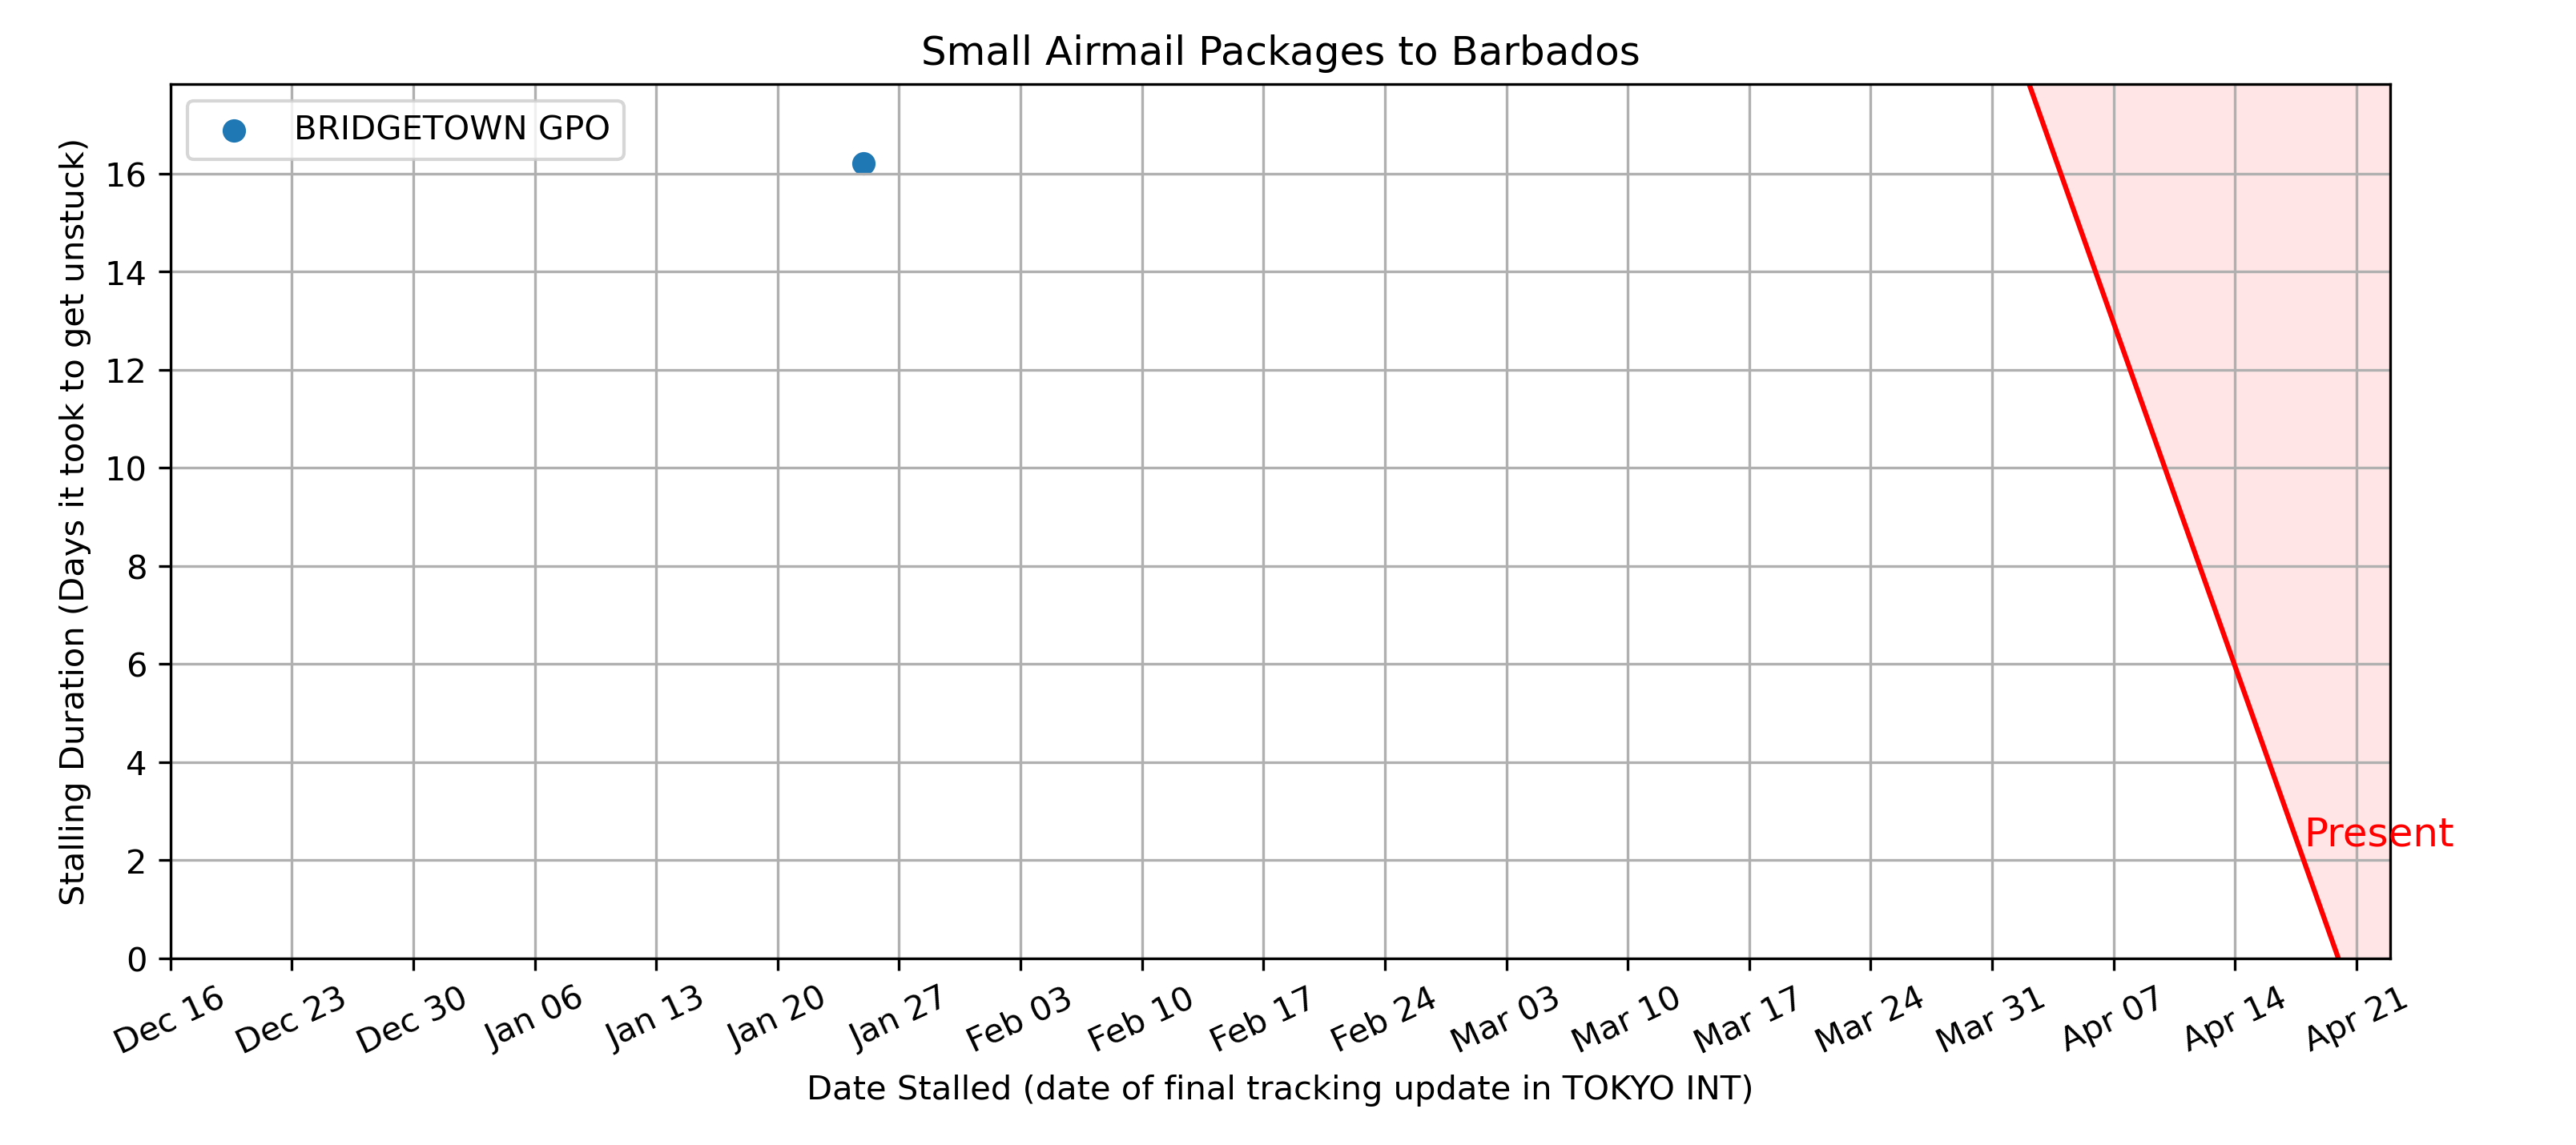 Small Airmail Packages to Barbados
BRIDGETOWN GPO
Stalling Duration (Days it took to get unstuck)
16
14
12
10
8
6
4
2
0
Present
Dec 16
Dec 23
Dec 30
Jan 06
Jan 13
Jan 20
Jan 27
Feb 03
Feb 10
Feb 17
Feb 24
Mar 03
Mar 10
Mar 17
Mar 24
Mar 31
Apr 07
Apr 14
Apr 21
Date Stalled (date of final tracking update in TOKYO INT)